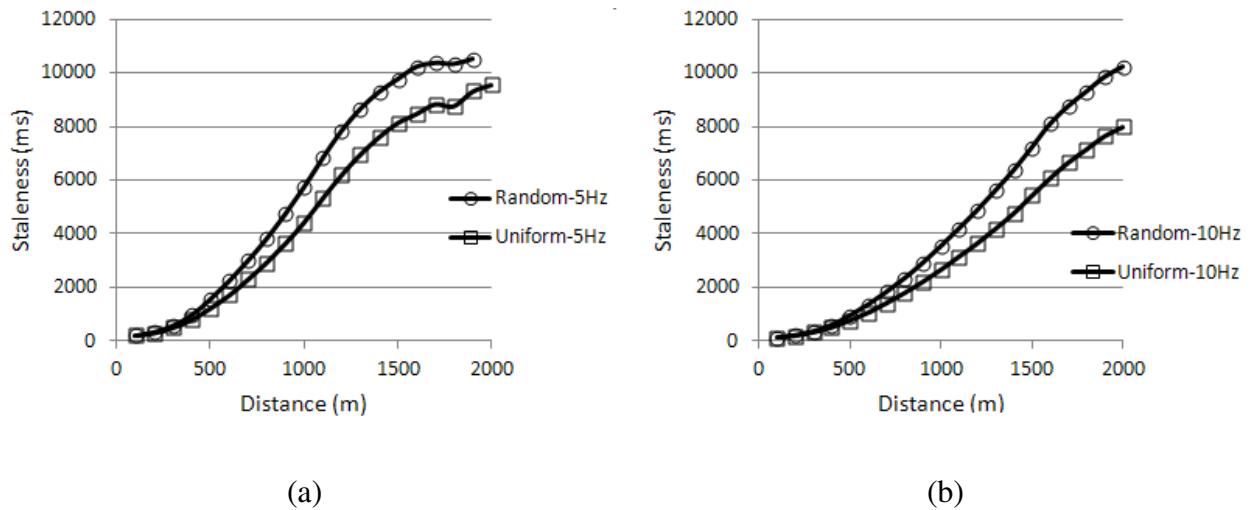 12000
10000
8000
6000
4000
2000
0
Staleness (ms)
0 500 1000 1500 2000
Distance (m)
Random-5Hz
Uniform-5Hz
(a)
12000
10000
8000
6000
4000
2000
0
Staleness (ms)
0 500 1000 1500 2000
Distance (m)
Random-10Hz
Uniform-10Hz
(b)